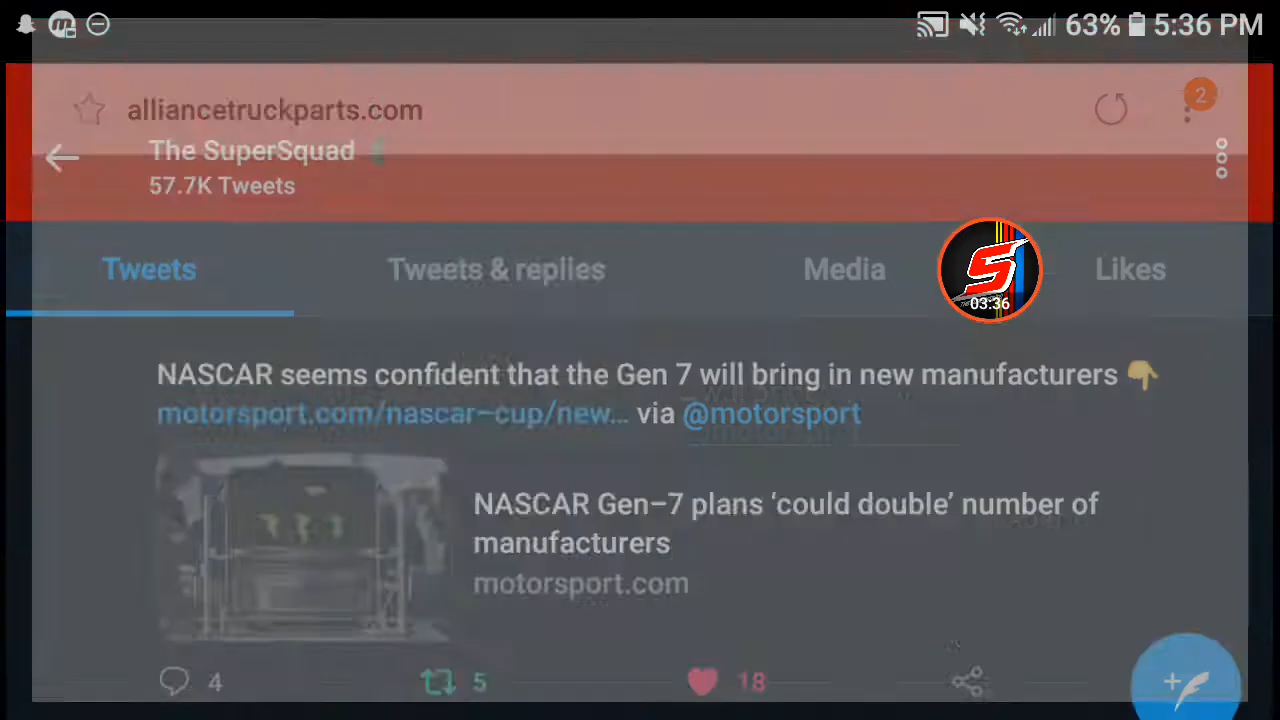 63% 5:36 PM
alliancetruckparts.com
2
The SuperSquad
57.7K Tweets
Tweets
Tweets & replies
Media
Likes
S
03:36
NASCAR seems confident that the Gen 7 will bring in new manufacturers 👇
motorsport.com/nascar-cup/new... via @motorsport
NASCAR Gen-7 plans 'could double' number of
manufacturers
motorsport.com
4
5
18